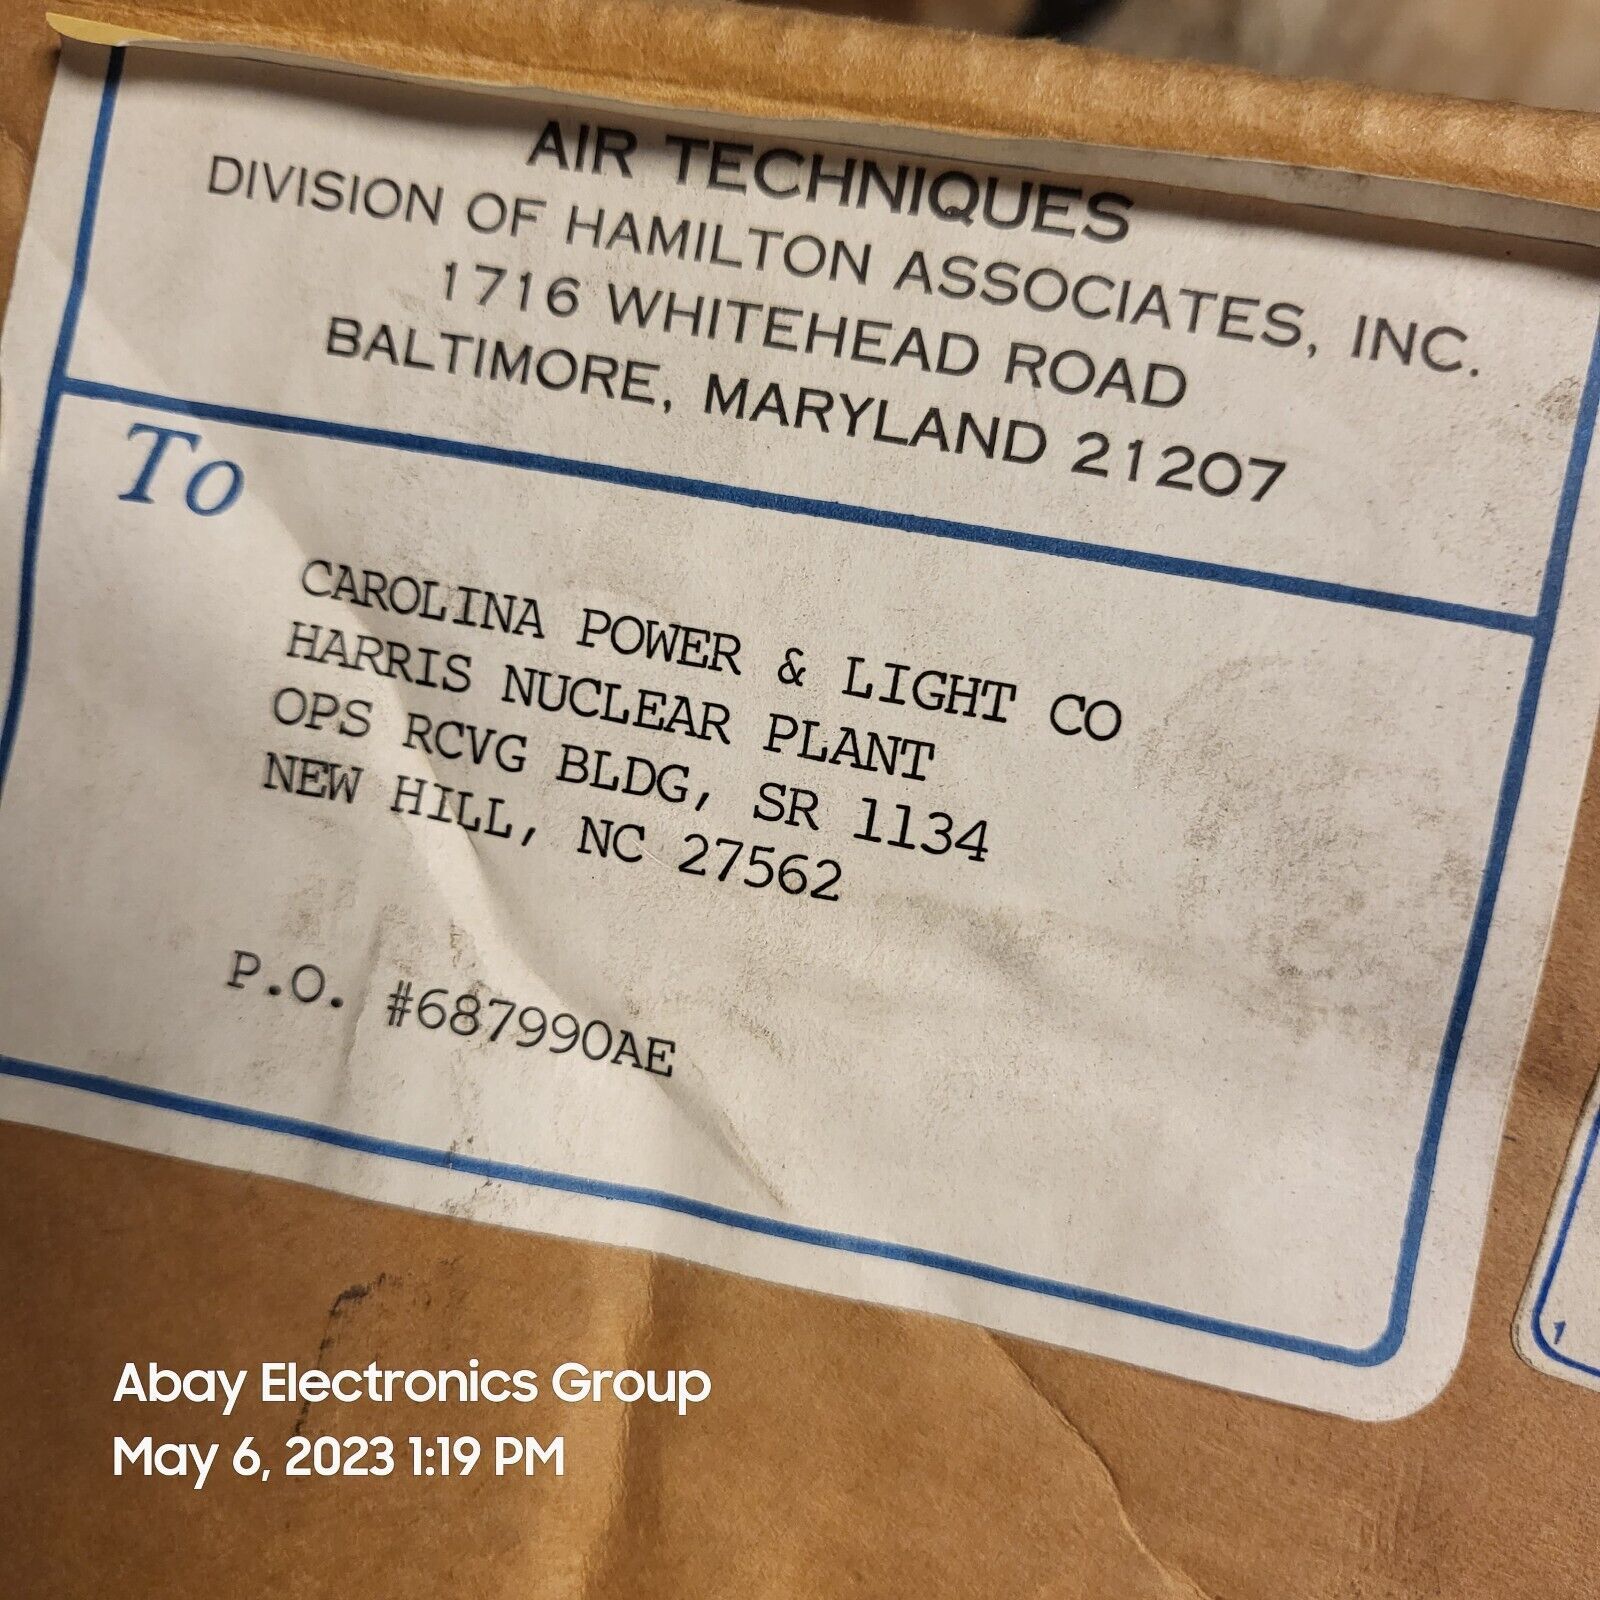 AIR TECHNIQUES
DIVISION OF HAMILTON ASSOCIATES, INC.
1716 WHITEHEAD ROAD
BALTIMORE, MARYLAND 21207
To
CAROLINA POWER & LIGHT CO
HARRIS NUCLEAR PLANT
OPS RCVG BLDG, SR 1134
NEW HILL, NC 27562
P.O. #687990AE
Abay Electronics Group
May 6, 2023 1:19 PM